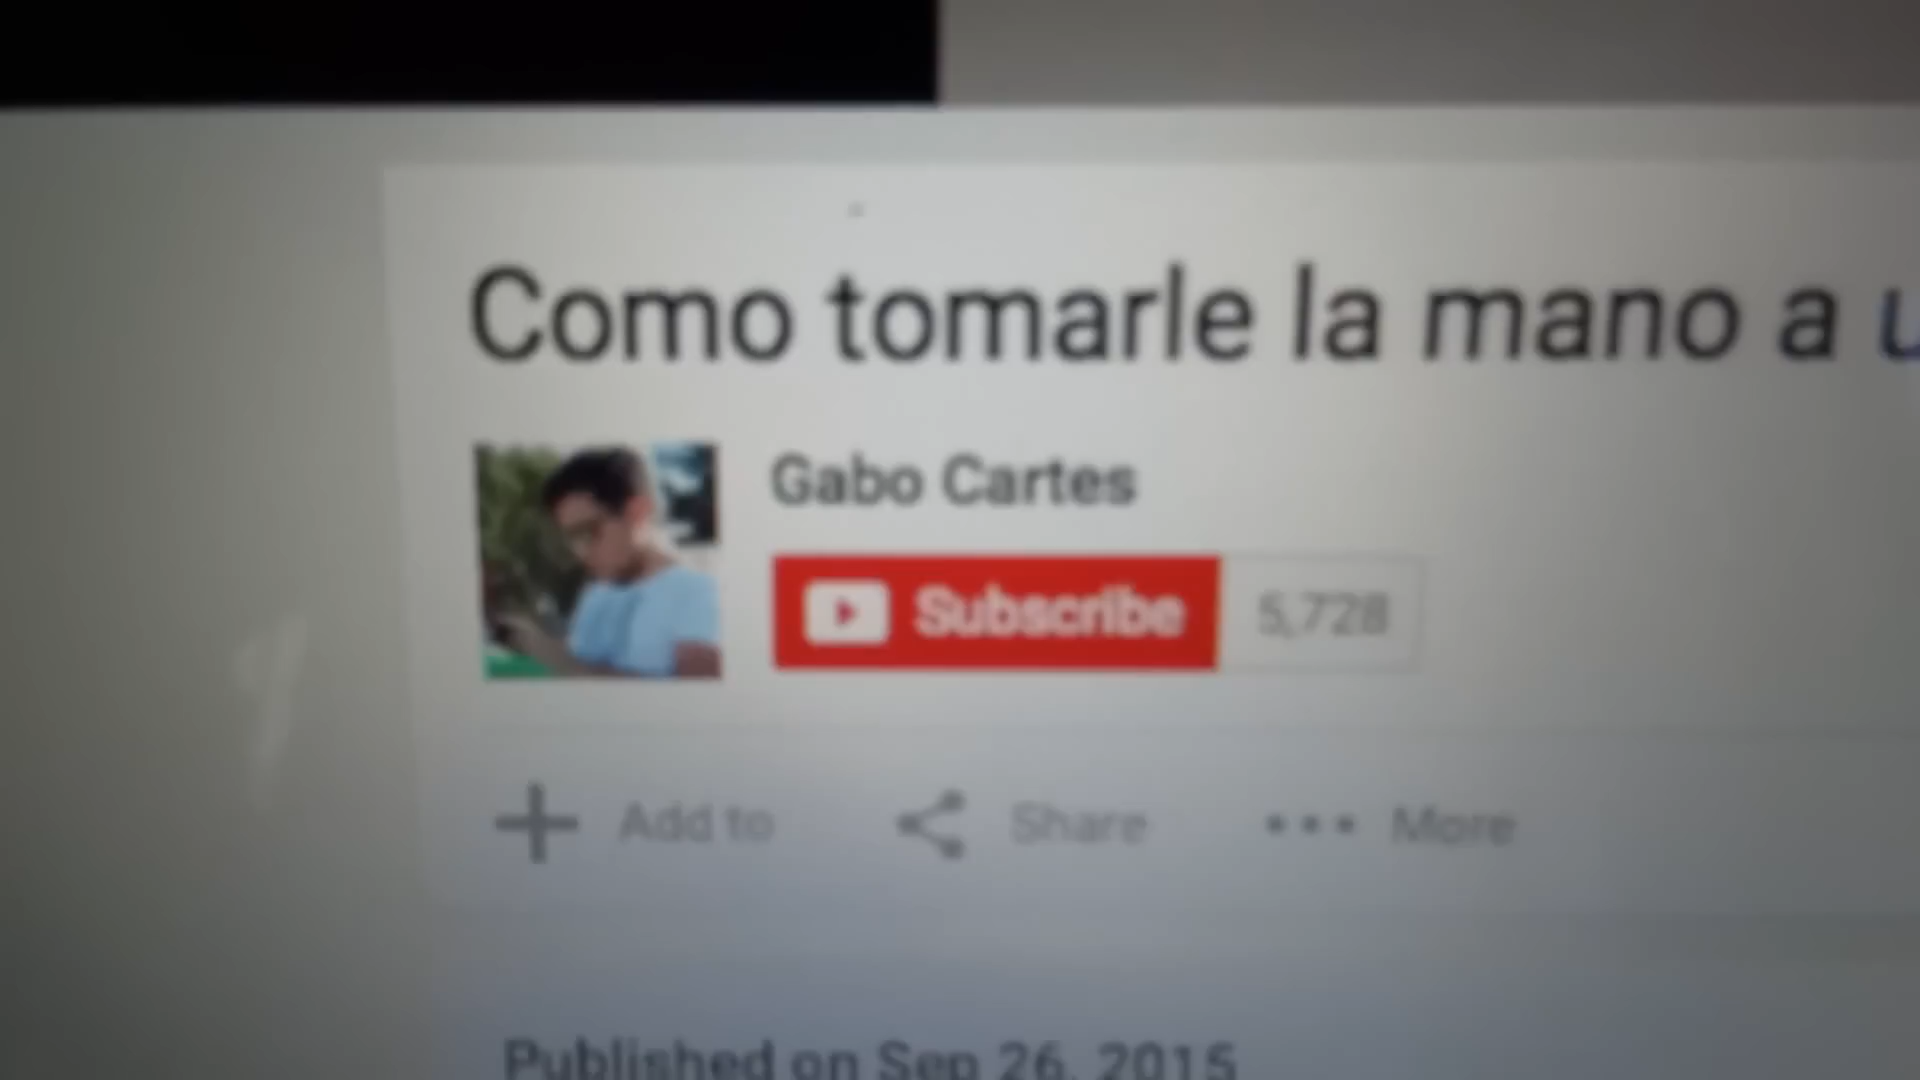 Como tomarle la mano a
Gabo Cartes
Subscribe 5,728
Add to Share More
Published on Sep 26, 2015